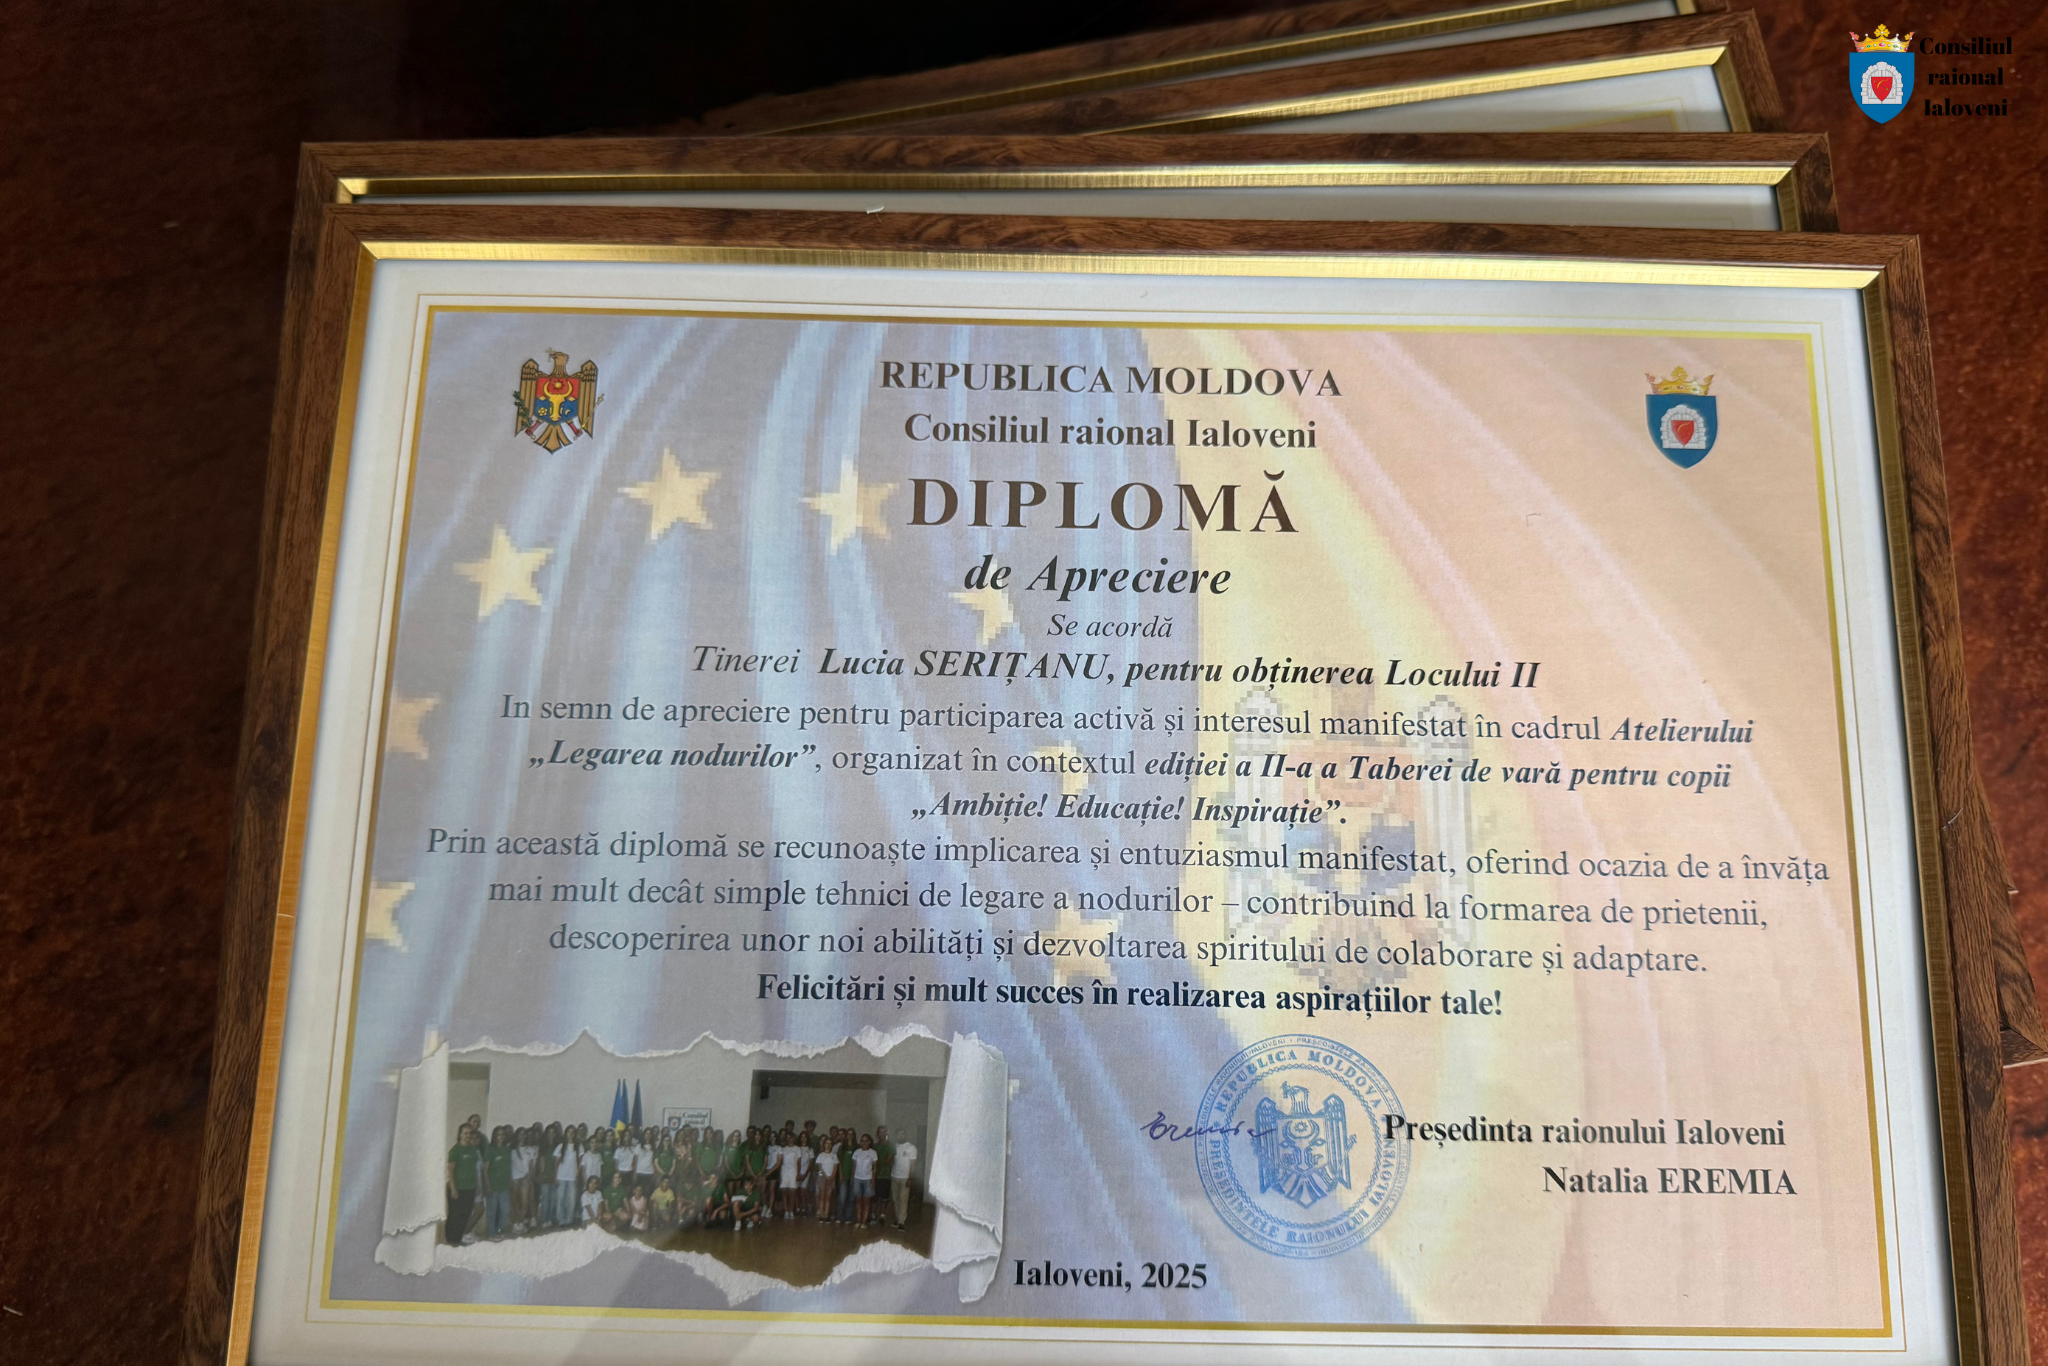 Consiliul
raional
Ialoveni
REPUBLICA MOLDOVA
Consiliul raional Ialoveni
DIPLOMĂ
de Apreciere
Se acordă
Tinerei Lucia SERIȚANU, pentru obținerea Locului II
In semn de apreciere pentru participarea activă și interesul manifestat în cadrul Atelierului
„Legarea nodurilor”, organizat în contextul ediției a II-a a Taberei de vară pentru copii
„Ambiție! Educație! Inspirație”.
Prin această diplomă se recunoaște implicarea și entuziasmul manifestat, oferind ocazia de a învăța
mai mult decât simple tehnici de legare a nodurilor – contribuind la formarea de prietenii,
descoperirea unor noi abilități și dezvoltarea spiritului de colaborare și adaptare.
Felicitări și mult succes în realizarea aspirațiilor tale!
REPUBLICA MOLDOVA
PREȘEDINTELE RAIONULUI IALOVENI
Președinta raionului Ialoveni
Natalia EREMIA
Ialoveni, 2025